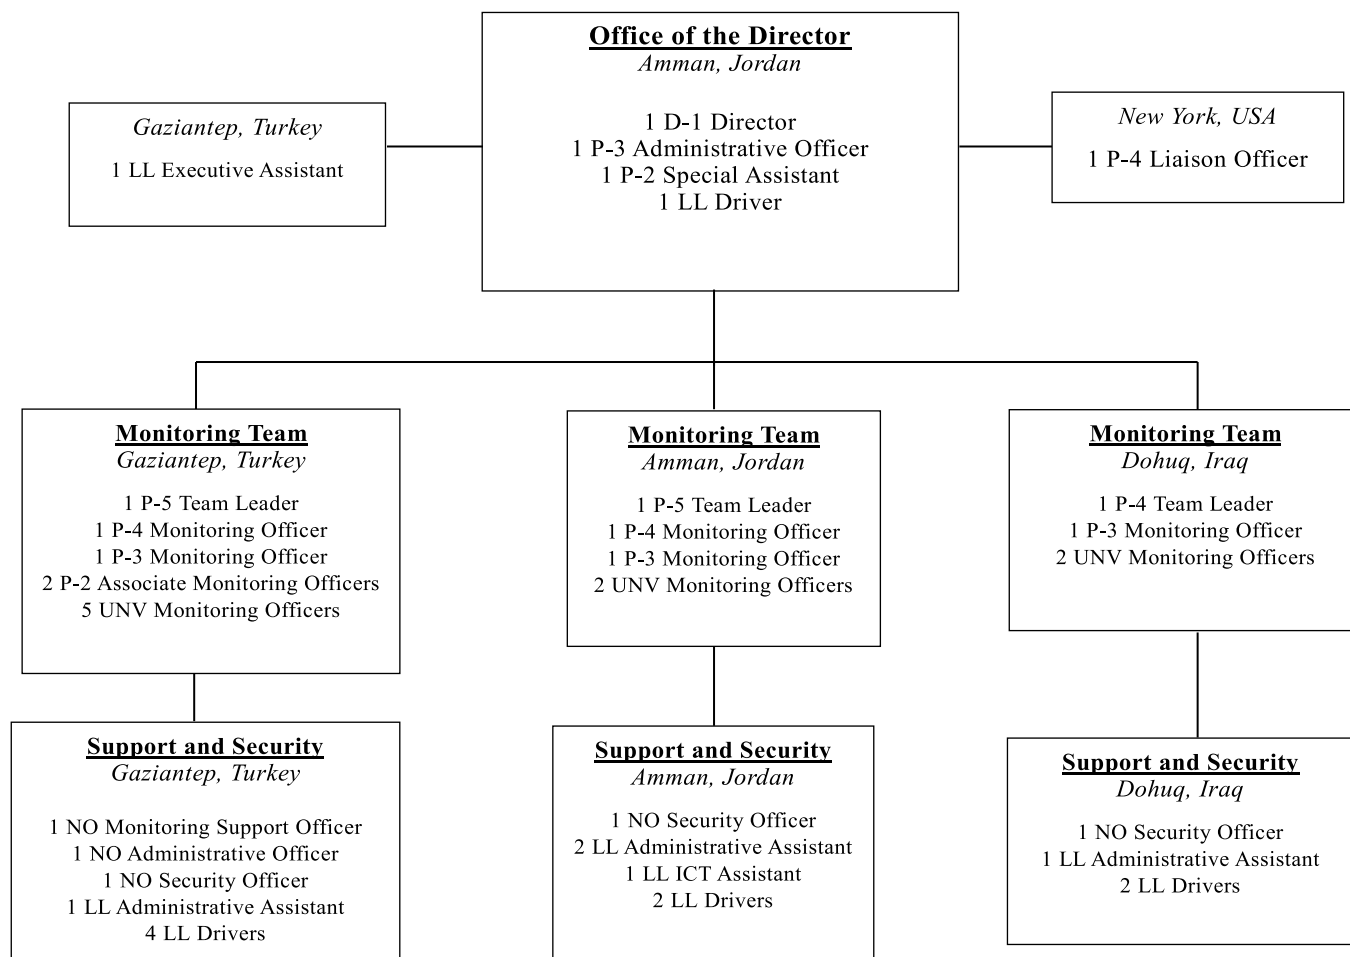 Office of the Director
Amman, Jordan
1 D-1 Director
1 P-3 Administrative Officer
1 P-2 Special Assistant
1 LL Driver
Gaziantep, Turkey
1 LL Executive Assistant
New York, USA
1 P-4 Liaison Officer
Monitoring Team
Gaziantep, Turkey
1 P-5 Team Leader
1 P-4 Monitoring Officer
1 P-3 Monitoring Officer
2 P-2 Associate Monitoring Officers
5 UNV Monitoring Officers
Monitoring Team
Amman, Jordan
1 P-5 Team Leader
1 P-4 Monitoring Officer
1 P-3 Monitoring Officer
2 UNV Monitoring Officers
Monitoring Team
Dohuq, Iraq
1 P-4 Team Leader
1 P-3 Monitoring Officer
2 UNV Monitoring Officers
Support and Security
Gaziantep, Turkey
1 NO Monitoring Support Officer
1 NO Administrative Officer
1 NO Security Officer
1 LL Administrative Assistant
4 LL Drivers
Support and Security
Amman, Jordan
1 NO Security Officer
2 LL Administrative Assistant
1 LL ICT Assistant
2 LL Drivers
Support and Security
Dohuq, Iraq
1 NO Security Officer
1 LL Administrative Assistant
2 LL Drivers